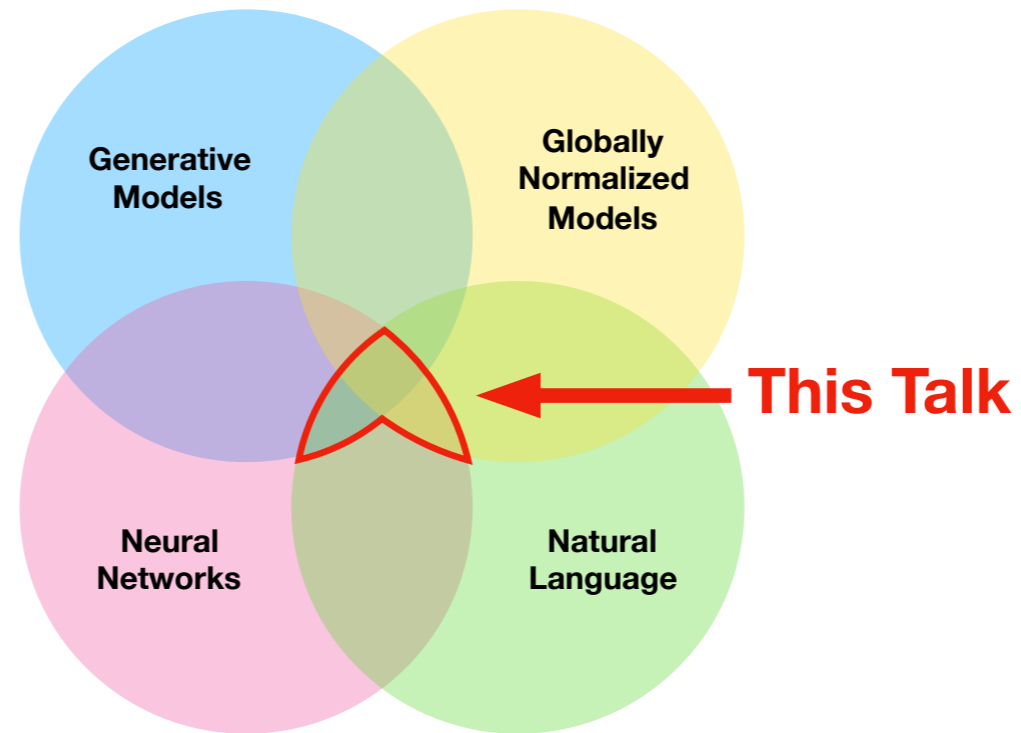 Generative
Models
Globally
Normalized
Models
This Talk
Neural
Networks
Natural
Language